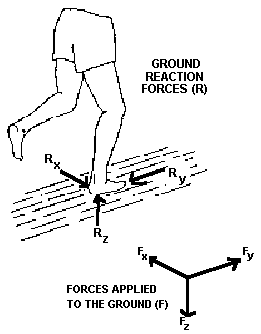 GROUND
REACTION
FORCES (R)
Rx
Ry
Rz
Fx
Fy
FORCES APPLIED
TO THE GROUND (F)
Fz